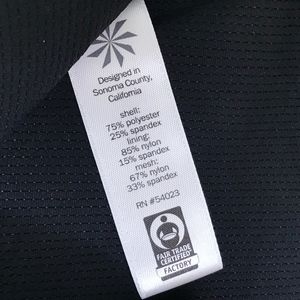 Designed in
Sonoma County,
California
shell:
75% polyester
25% spandex
lining:
85% nylon
15% spandex
mesh:
67% nylon
33% spandex
RN #54023
FAIR TRADE
CERTIFIED™
FACTORY